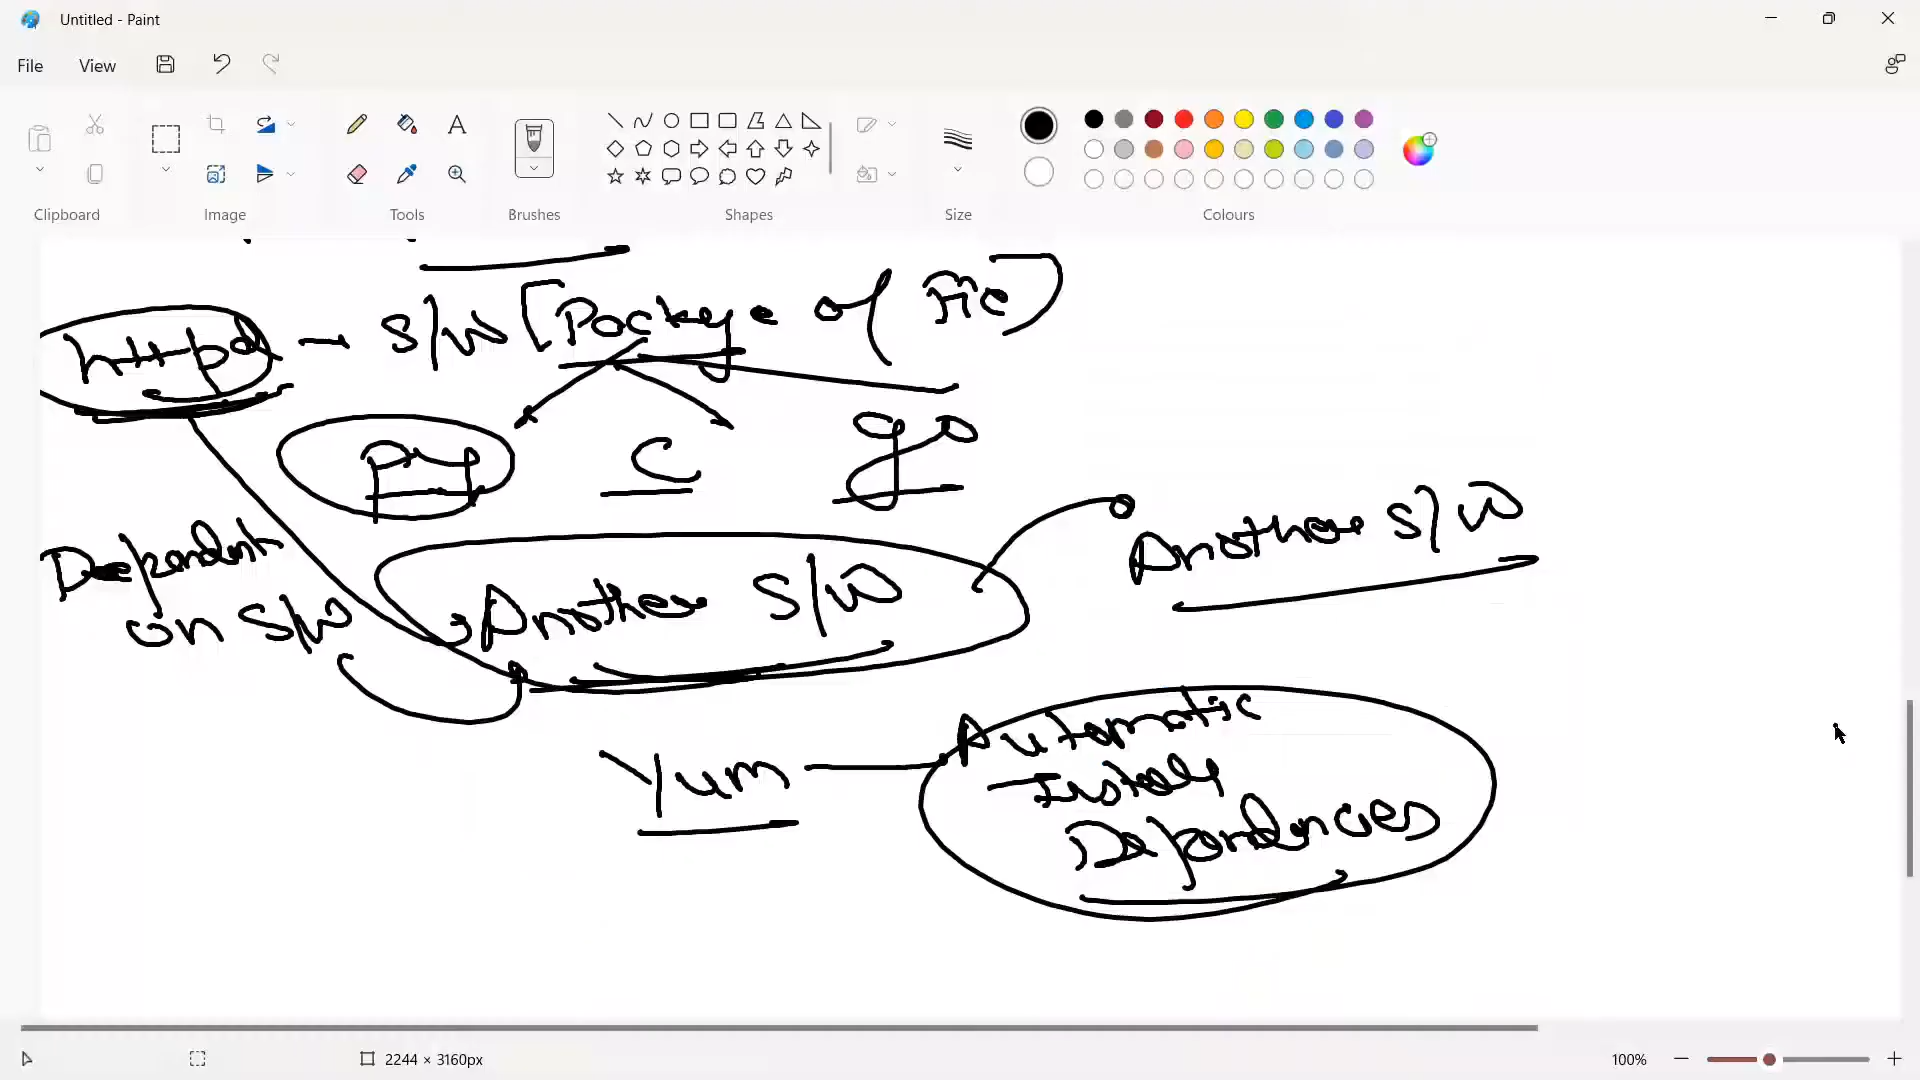 Untitled - Paint
File View
Clipboard Image Tools Brushes Shapes Size Colours
httpd - S/W [Package of File]
PY C go
Dependent
on S/W
Another S/W
Another S/W
Yum
Automatic
Install
Dependencies
2244 × 3160px
100%